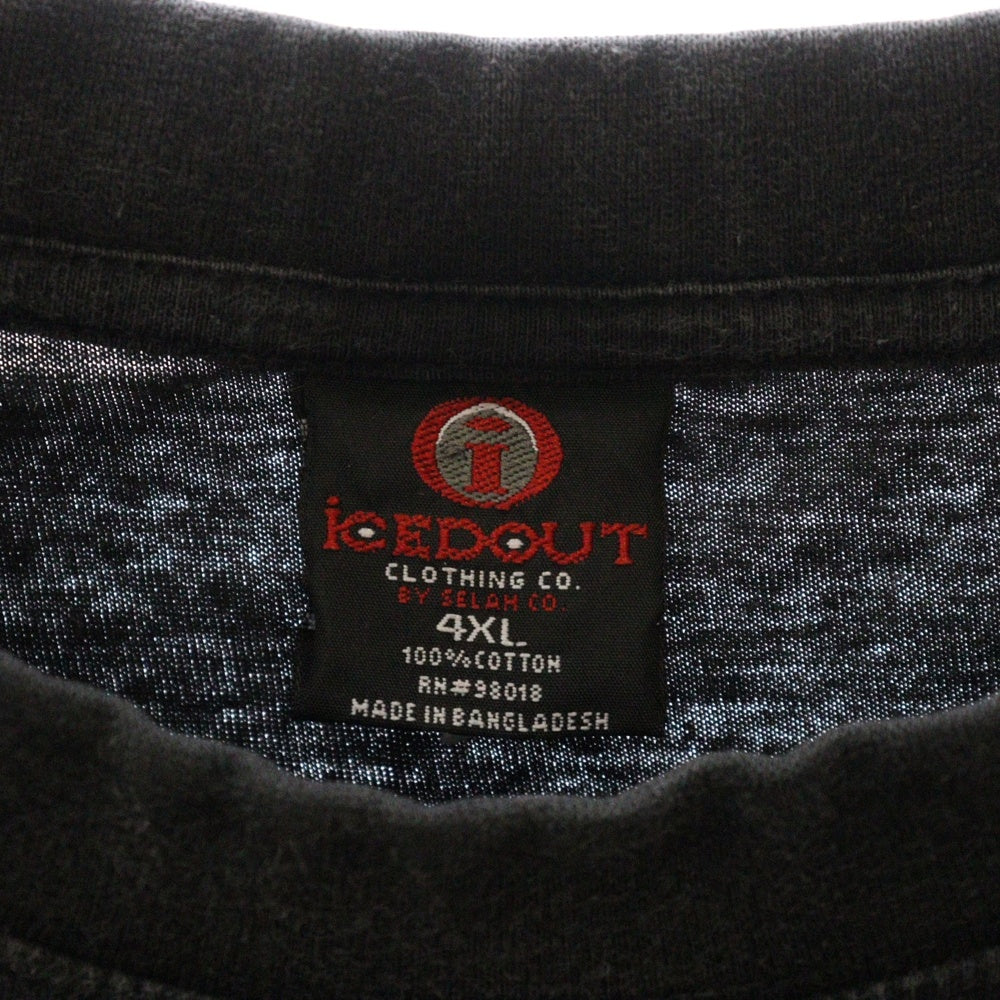 i
iCEDOUT
CLOTHING CO.
BY SELAH CO.
4XL
100% COTTON
RN#98018
MADE IN BANGLADESH